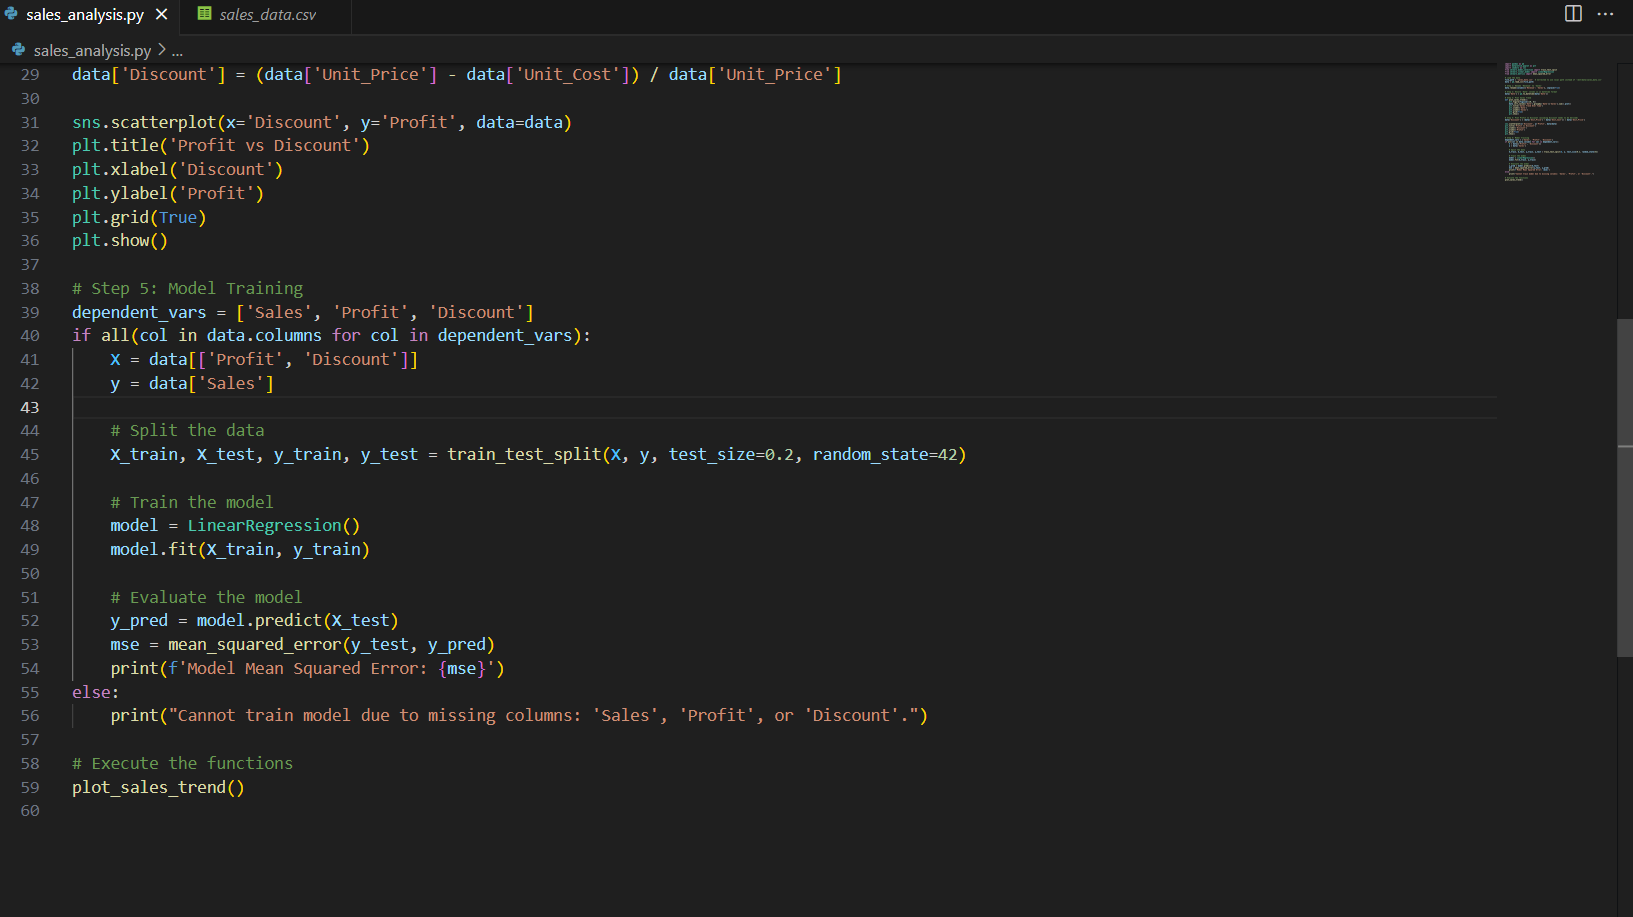 sales_analysis.py
sales_data.csv
sales_analysis.py > ...
29 data['Discount'] = (data['Unit_Price'] - data['Unit_Cost']) / data['Unit_Price']
30
31 sns.scatterplot(x='Discount', y='Profit', data=data)
32 plt.title('Profit vs Discount')
33 plt.xlabel('Discount')
34 plt.ylabel('Profit')
35 plt.grid(True)
36 plt.show()
37
38 # Step 5: Model Training
39 dependent_vars = ['Sales', 'Profit', 'Discount']
40 if all(col in data.columns for col in dependent_vars):
41     X = data[['Profit', 'Discount']]
42     y = data['Sales']
43
44     # Split the data
45     X_train, X_test, y_train, y_test = train_test_split(X, y, test_size=0.2, random_state=42)
46
47     # Train the model
48     model = LinearRegression()
49     model.fit(X_train, y_train)
50
51     # Evaluate the model
52     y_pred = model.predict(X_test)
53     mse = mean_squared_error(y_test, y_pred)
54     print(f'Model Mean Squared Error: {mse}')
55 else:
56     print("Cannot train model due to missing columns: 'Sales', 'Profit', or 'Discount'.")
57
58 # Execute the functions
59 plot_sales_trend()
60